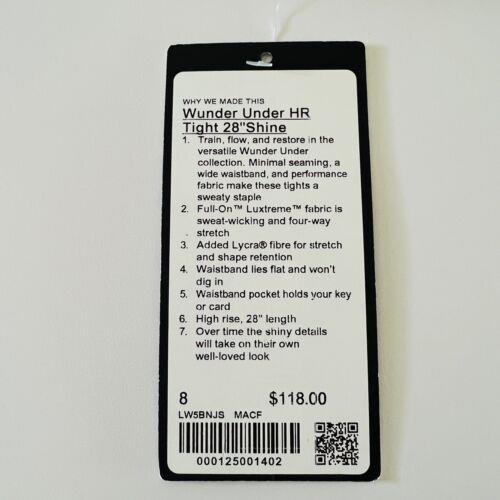 WHY WE MADE THIS
Wunder Under HR
Tight 28"Shine
1. Train, flow, and restore in the
versatile Wunder Under
collection. Minimal seaming, a
wide waistband, and performance
fabric make these tights a
sweaty staple
2. Full-On™ Luxtreme™ fabric is
sweat-wicking and four-way
stretch
3. Added Lycra® fibre for stretch
and shape retention
4. Waistband lies flat and won't
dig in
5. Waistband pocket holds your key
or card
6. High rise, 28" length
7. Over time the shiny details
will take on their own
well-loved look
8 $118.00
LW5BNJS MACF
000125001402